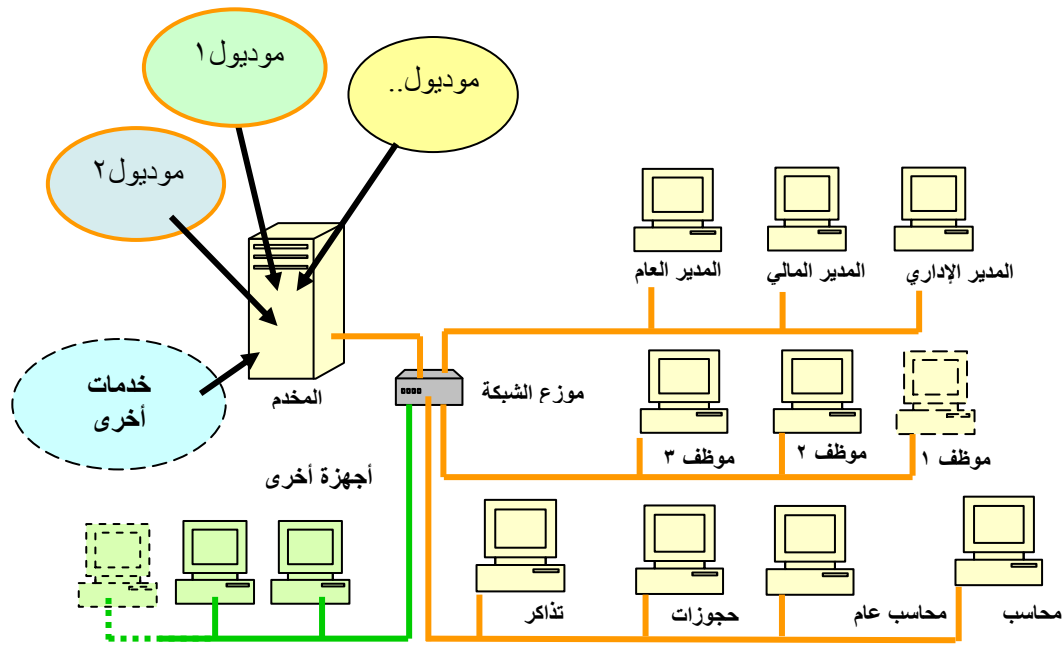 موديول١
موديول..
موديول٢
خدمات
أخرى
المخدم
موزع الشبكة
المدير الإداري
المدير المالي
المدير العام
موظف ١
موظف ٢
موظف ٣
أجهزة أخرى
محاسب
محاسب عام
حجوزات
تذاكر